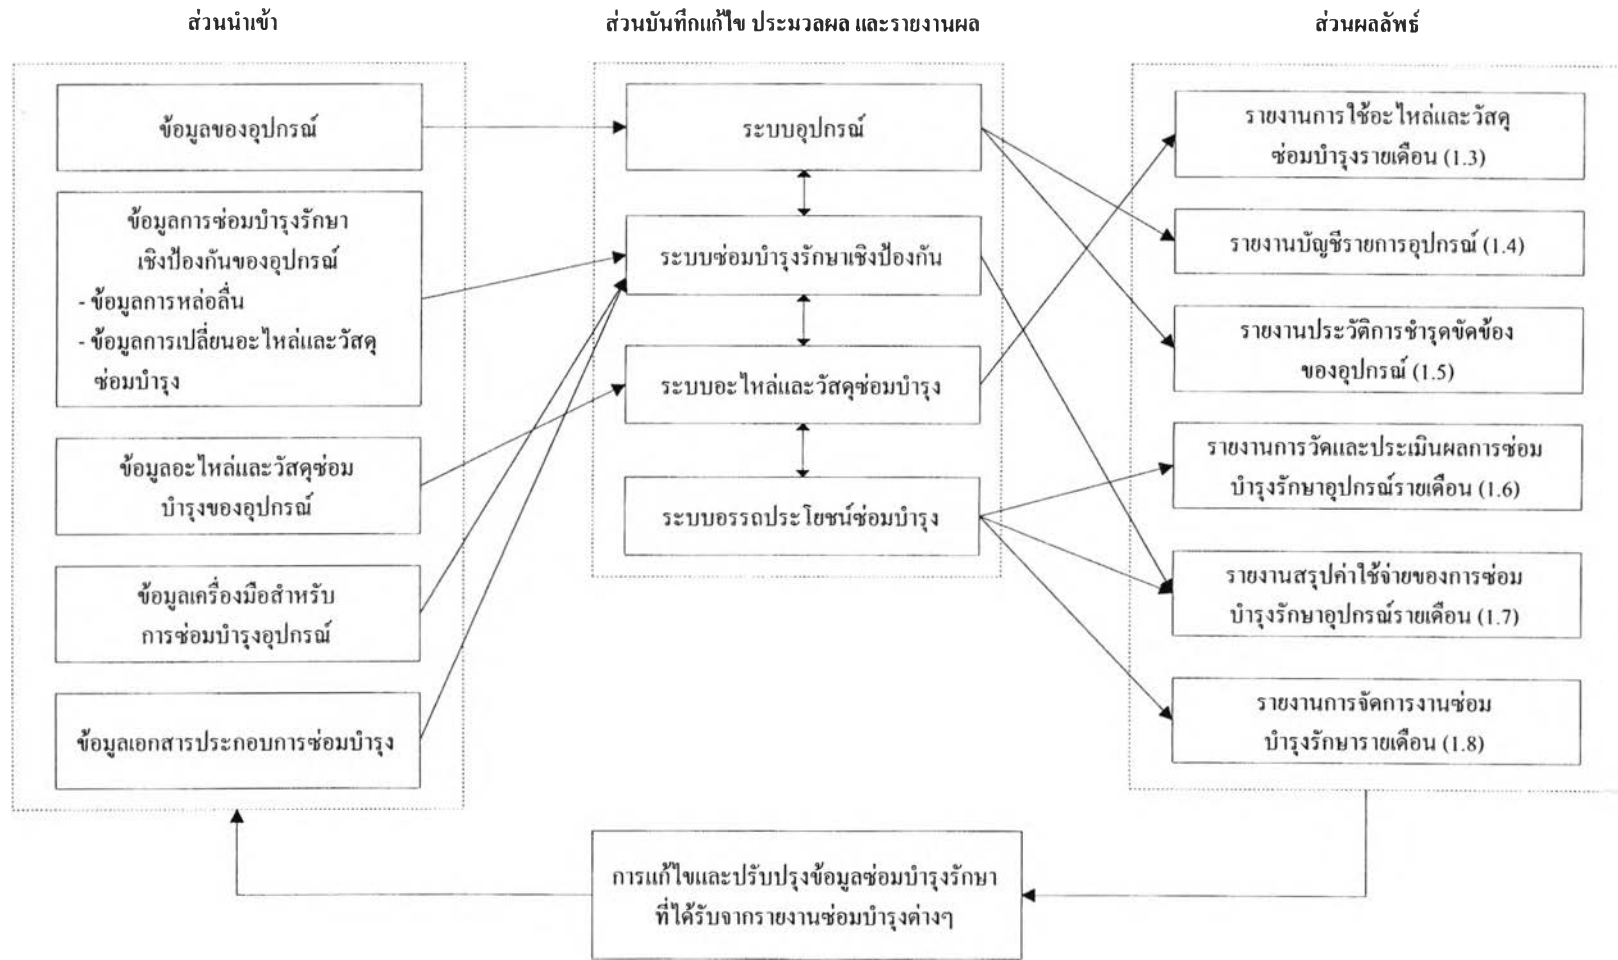 ส่วนนำเข้า
ส่วนบันทึกแก้ไข ประมวลผล และรายงานผล
ส่วนผลลัพธ์
ข้อมูลของอุปกรณ์
ข้อมูลการซ่อมบำรุงรักษา
เชิงป้องกันของอุปกรณ์
- ข้อมูลการหล่อลื่น
- ข้อมูลการเปลี่ยนอะไหล่และวัสดุ
ซ่อมบำรุง
ข้อมูลอะไหล่และวัสดุซ่อม
บำรุงของอุปกรณ์
ข้อมูลเครื่องมือสำหรับ
การซ่อมบำรุงอุปกรณ์
ข้อมูลเอกสารประกอบการซ่อมบำรุง
ระบบอุปกรณ์
ระบบซ่อมบำรุงรักษาเชิงป้องกัน
ระบบอะไหล่และวัสดุซ่อมบำรุง
ระบบอรรถประโยชน์ซ่อมบำรุง
รายงานการใช้อะไหล่และวัสดุ
ซ่อมบำรุงรายเดือน (1.3)
รายงานบัญชีรายการอุปกรณ์ (1.4)
รายงานประวัติการชำรุดขัดข้อง
ของอุปกรณ์ (1.5)
รายงานการวัดและประเมินผลการซ่อม
บำรุงรักษาอุปกรณ์รายเดือน (1.6)
รายงานสรุปค่าใช้จ่ายของการซ่อม
บำรุงรักษาอุปกรณ์รายเดือน (1.7)
รายงานการจัดการงานซ่อม
บำรุงรักษารายเดือน (1.8)
การแก้ไขและปรับปรุงข้อมูลซ่อมบำรุงรักษา
ที่ได้รับจากรายงานซ่อมบำรุงต่างๆ